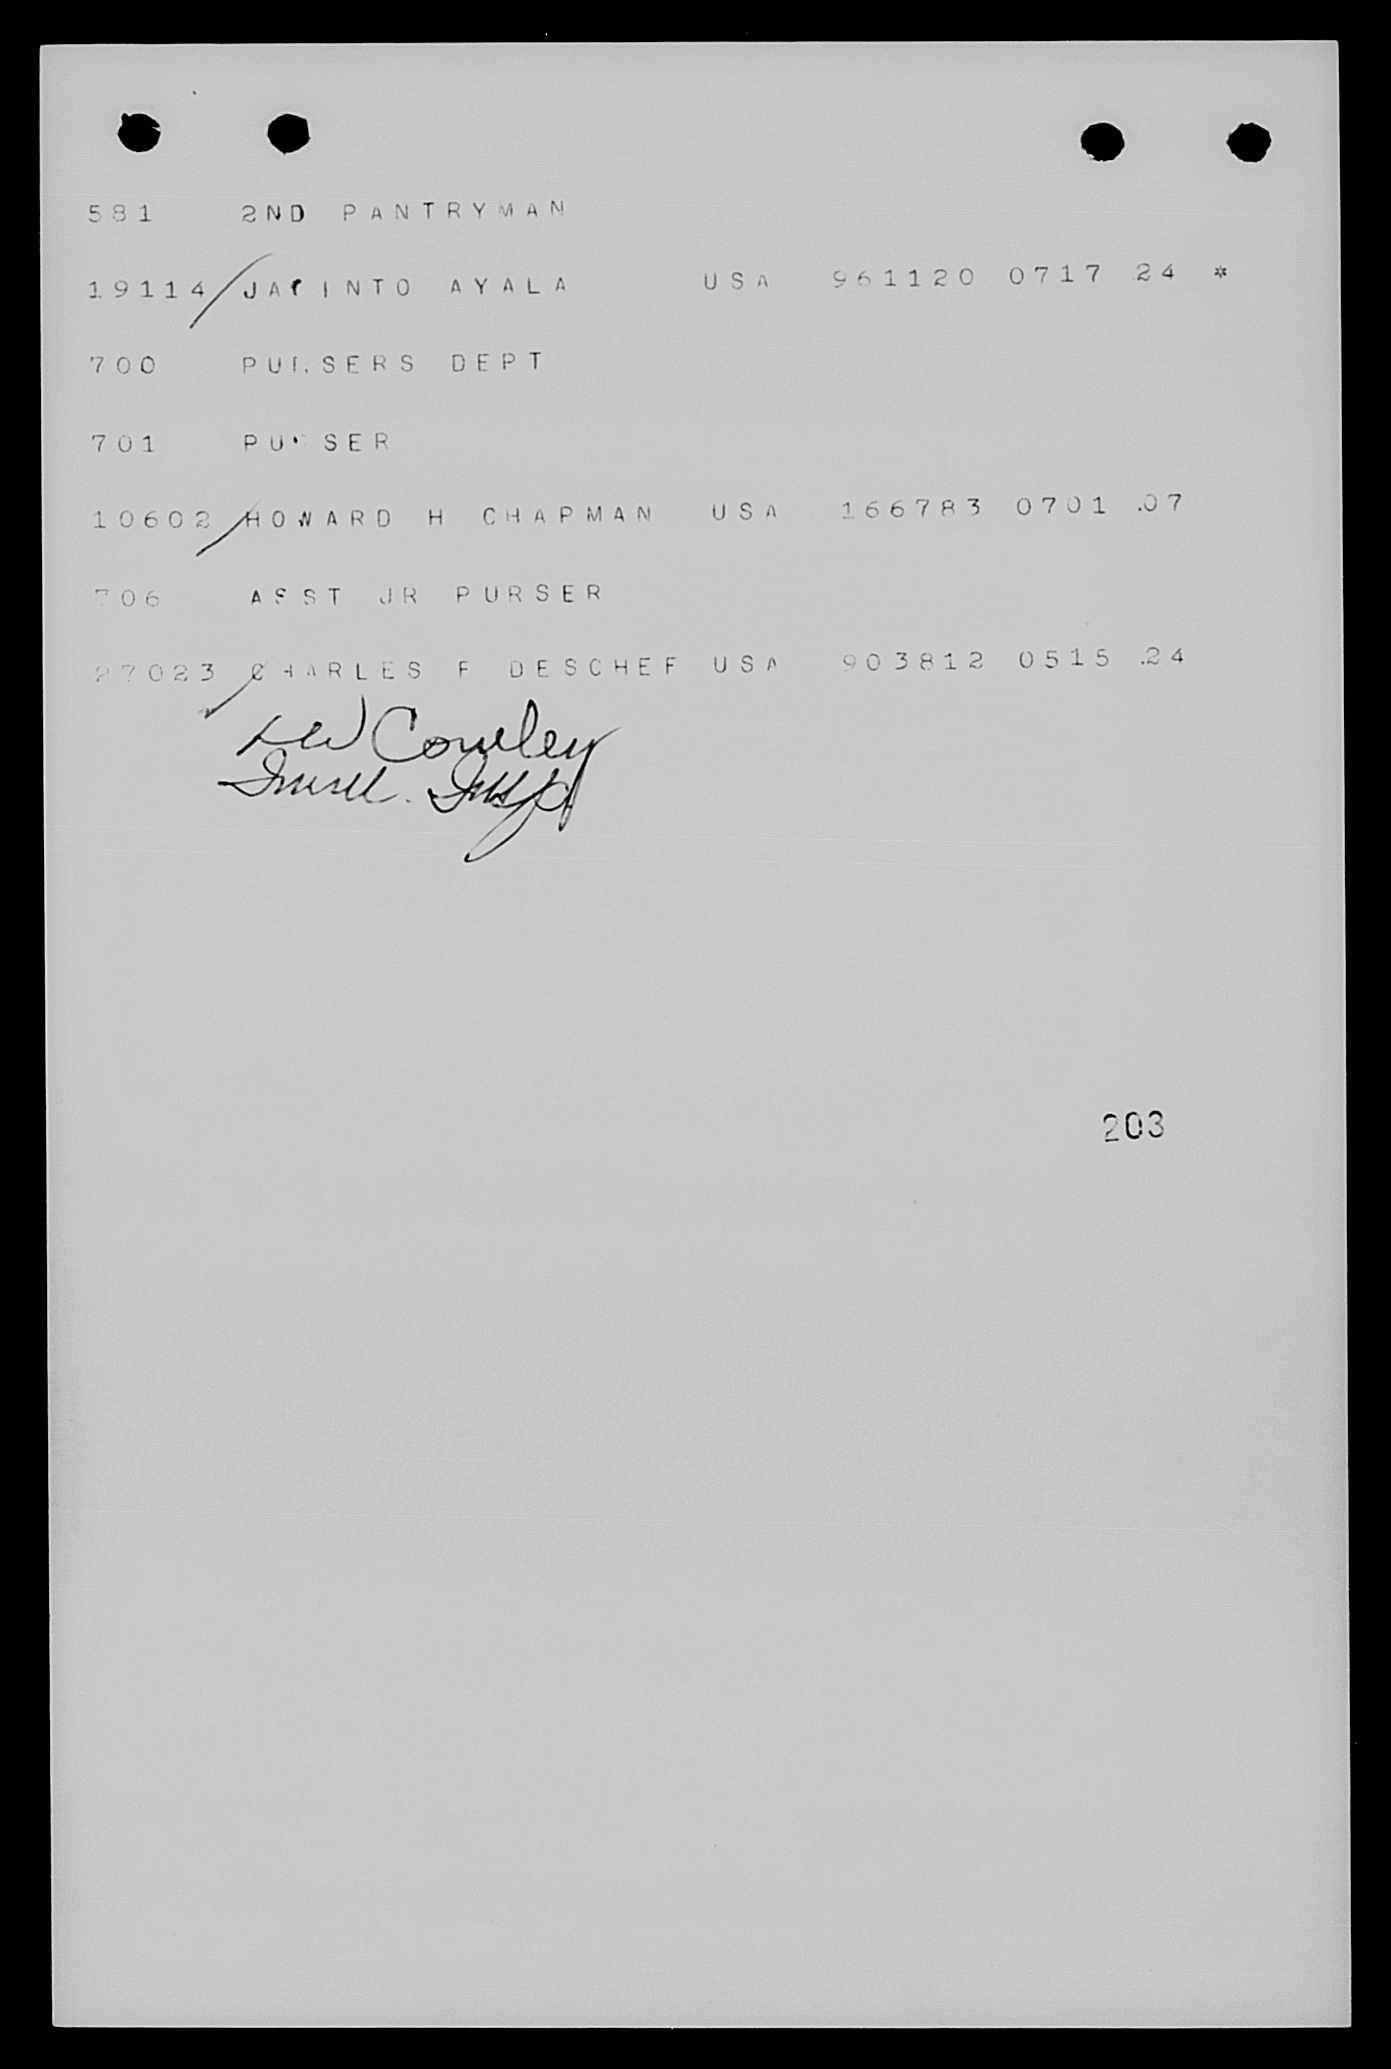 581 2ND PANTRYMAN
19114 JACINTO AYALA USA 961120 0717 24 *
700 PURSERS DEPT
701 PURSER
10602 HOWARD H CHAPMAN USA 166783 0701 .07
706 ASST JR PURSER
27023 CHARLES F DESCHEF USA 903812 0515 .24
Cowley
203